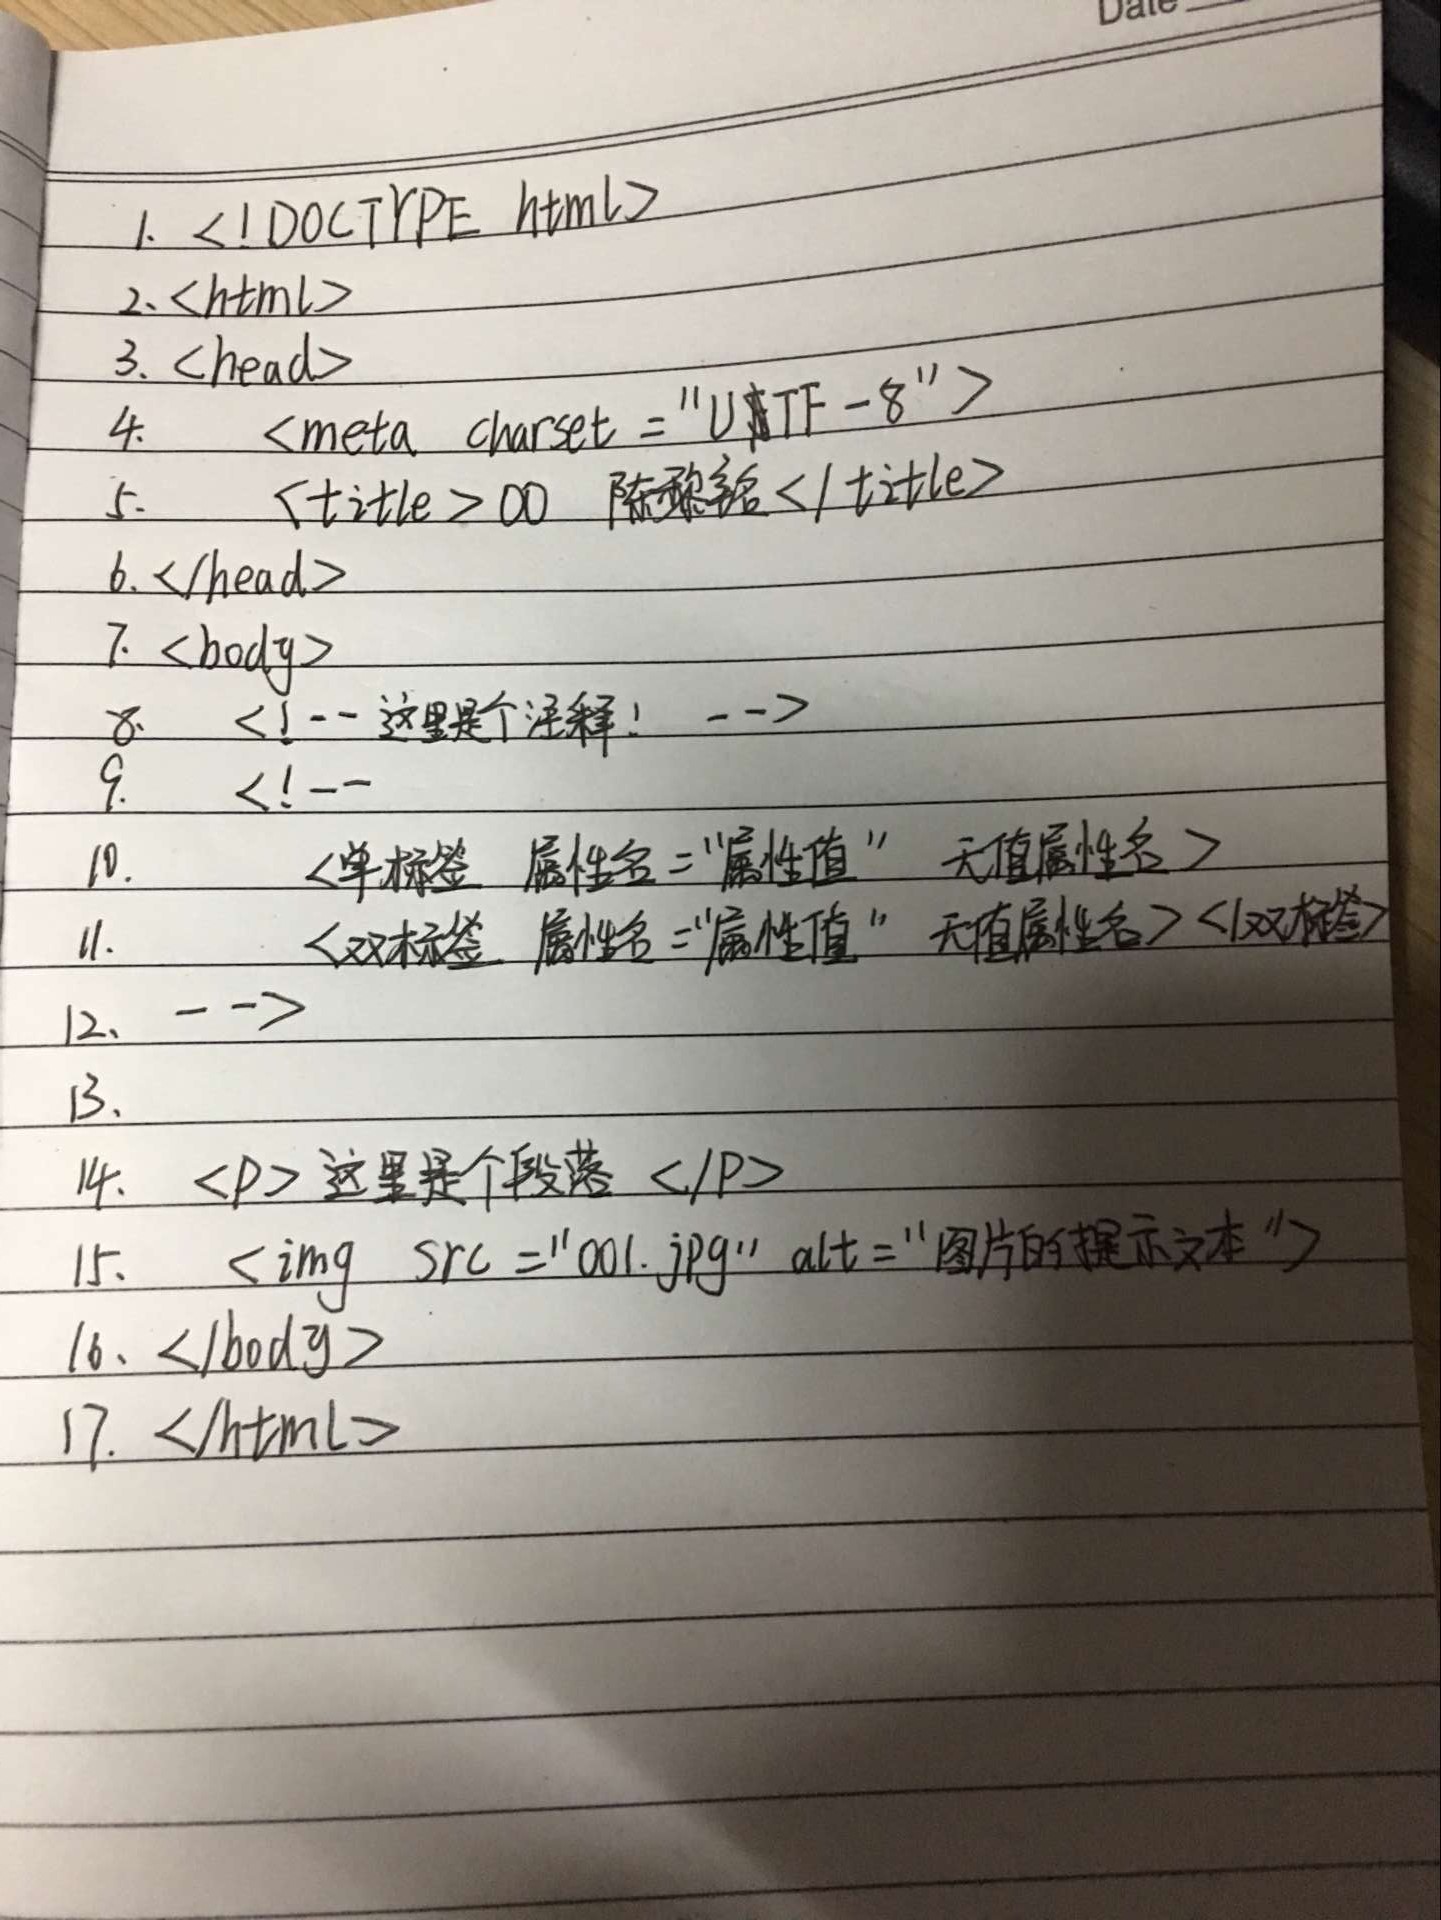 Date
1. <!DOCTYPE html>
2、<html>
3. <head>
4. <meta charset="UTF-8">
5. <title>00 陈黎铭</title>
6. </head>
7. <body>
8. <!--这里是个注释! -->
9. <!--
10. <单标签 属性名="属性值" 无值属性名>
11. <双标签 属性名="属性值" 无值属性名></双标签>
12、-->
13、
14、<P>这里是个段落</P>
15、<img src="001.jpg" alt="图片的提示文本">
16、</body>
17. </html>